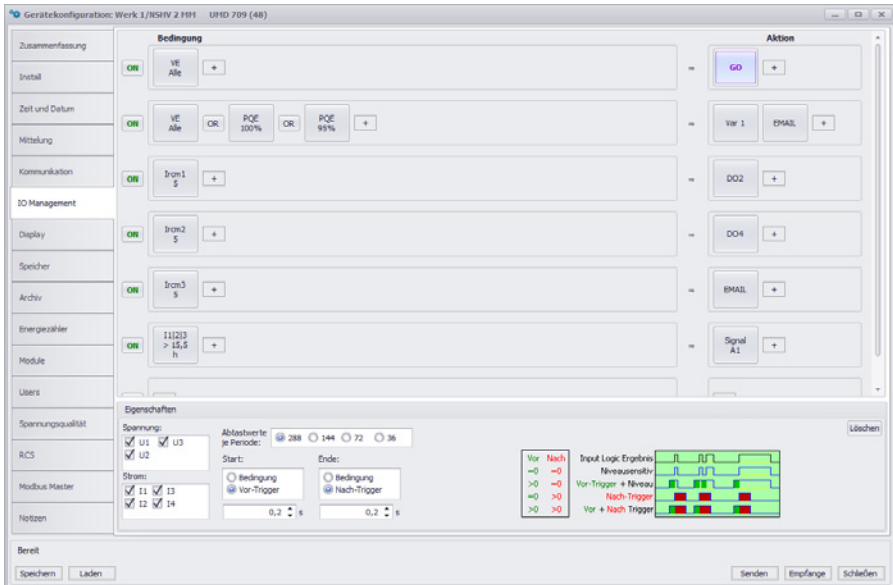 Gerätekonfiguration: Werk 1/NSHV 2 MM UMD 709 (48)
Zusammenfassung
Install
Zeit und Datum
Mittelung
Kommunikation
IO Management
Display
Speicher
Archiv
Energiezähler
Module
Users
Spannungsqualität
RCS
Modbus Master
Notizen
Bedingung Aktion
ON VE Alle + = GO +
ON VE Alle OR PQE 100% OR PQE 95% + = Var 1 EMAIL +
ON Ircm1 S + = DO2 +
ON Ircm2 S + = DO4 +
ON Ircm3 S + = EMAIL +
ON I1|2|3 > 15,5 h + = Signal A1 +
Eigenschaften
Löschen
Spannung:
U1 U3
U2
Strom:
I1 I3
I2 I4
Abtastwerte je Periode: 288 144 72 36
Start: Ende:
Bedingung Bedingung
Vor-Trigger Nach-Trigger
0,2 s 0,2 s
Vor Nach Input Logic Ergebnis
=0 =0 Niveausensitiv
>0 =0 Vor-Trigger + Niveau
=0 >0 Nach-Trigger
>0 >0 Vor + Nach Trigger
Bereit
Speichern Laden Senden Empfange Schließen